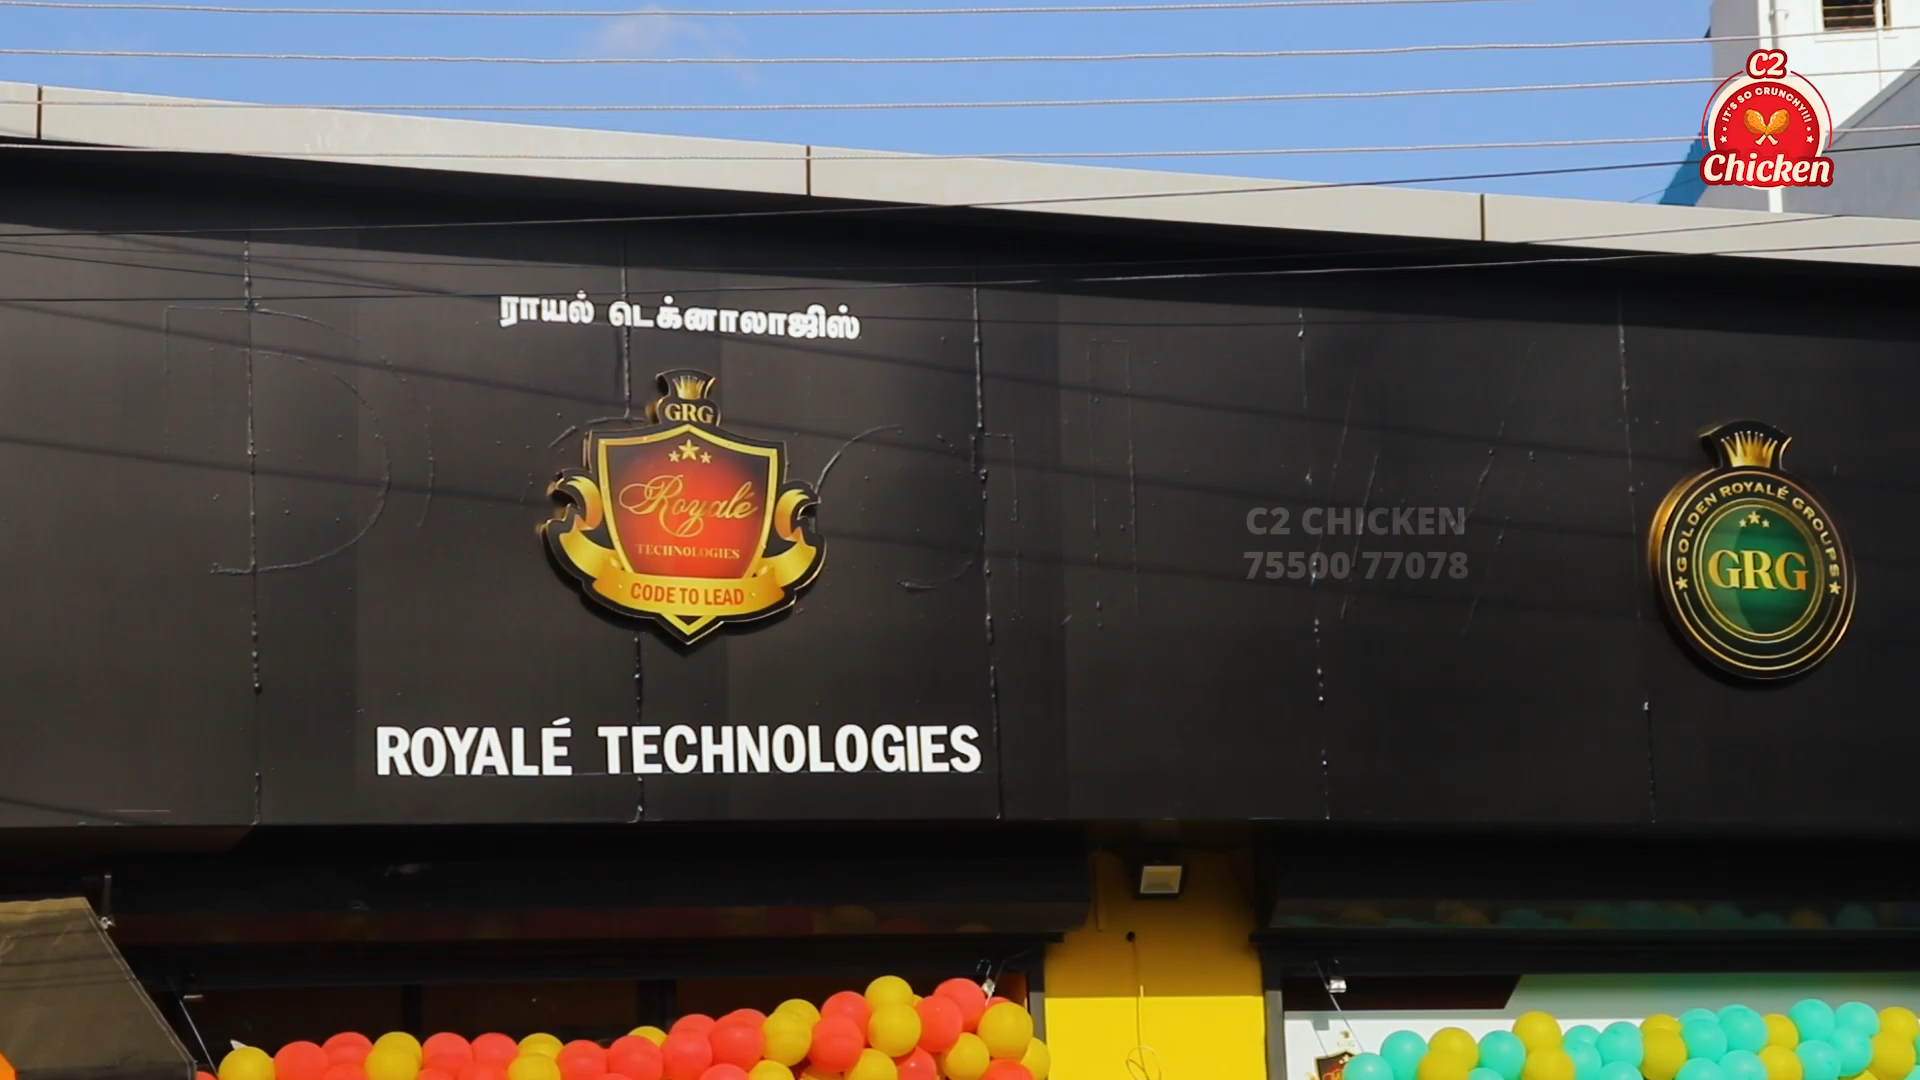 C2
IT'S SO CRUNCHY!!!
Chicken
ராயல் டெக்னாலாஜிஸ்
GRG
Royalé
TECHNOLOGIES
CODE TO LEAD
ROYALÉ TECHNOLOGIES
C2 CHICKEN
75500 77078
GOLDEN ROYALÉ GROUPS
GRG